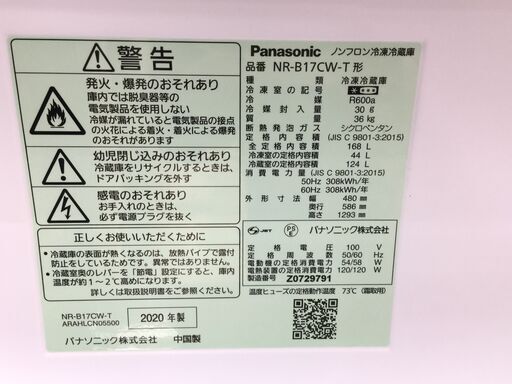 警告
発火・爆発のおそれあり
庫内では脱臭器等の
電気製品を使用しない
冷媒が漏れていると電気製品の接点
の火花による着火・着火による爆発
のおそれあり
幼児閉じ込みのおそれあり
冷蔵庫をリサイクルするときは、
ドアパッキングを外す
感電のおそれあり
お手入れのときは、
必ず電源プラグを抜く
正しくお使いいただくために
・冷蔵庫の表面が熱くなるのは、放熱パイプで露付
防止をしているためで、異常ではありません。
・冷蔵室奥のレバーを「節電」設定にすると、庫内
が約1〜2℃高めになります。
詳しくは取扱説明書をお読みください。
NR-B17CW-T
ARAHLCN05500
2020 年製
パナソニック株式会社 中国製
Panasonic ノンフロン冷凍冷蔵庫
品番 NR-B17CW-T 形
種類 冷凍冷蔵庫
冷凍室の記号
冷媒 R600a
冷媒封入量 30 g
質量 36 kg
断熱発泡ガス シクロペンタン
定格内容積 (JIS C 9801-3:2015)
全定格内容積 168 L
冷凍室の定格内容積 44 L
冷蔵室の定格内容積 124 L
消費電力量 (JIS C 9801-3:2015)
50Hz 308kWh/年
60Hz 308kWh/年
外形寸法 幅 480 mm
奥行 586 mm
高さ 1293 mm
JET PS E パナソニック株式会社
定格電圧 100 V
定格周波数 50/60 Hz
電動機の定格消費電力 54/58 W
電熱装置の定格消費電力 120/120 W
製造番号 Z0729791
温度ヒューズの定格動作温度 73℃ (霜取用)